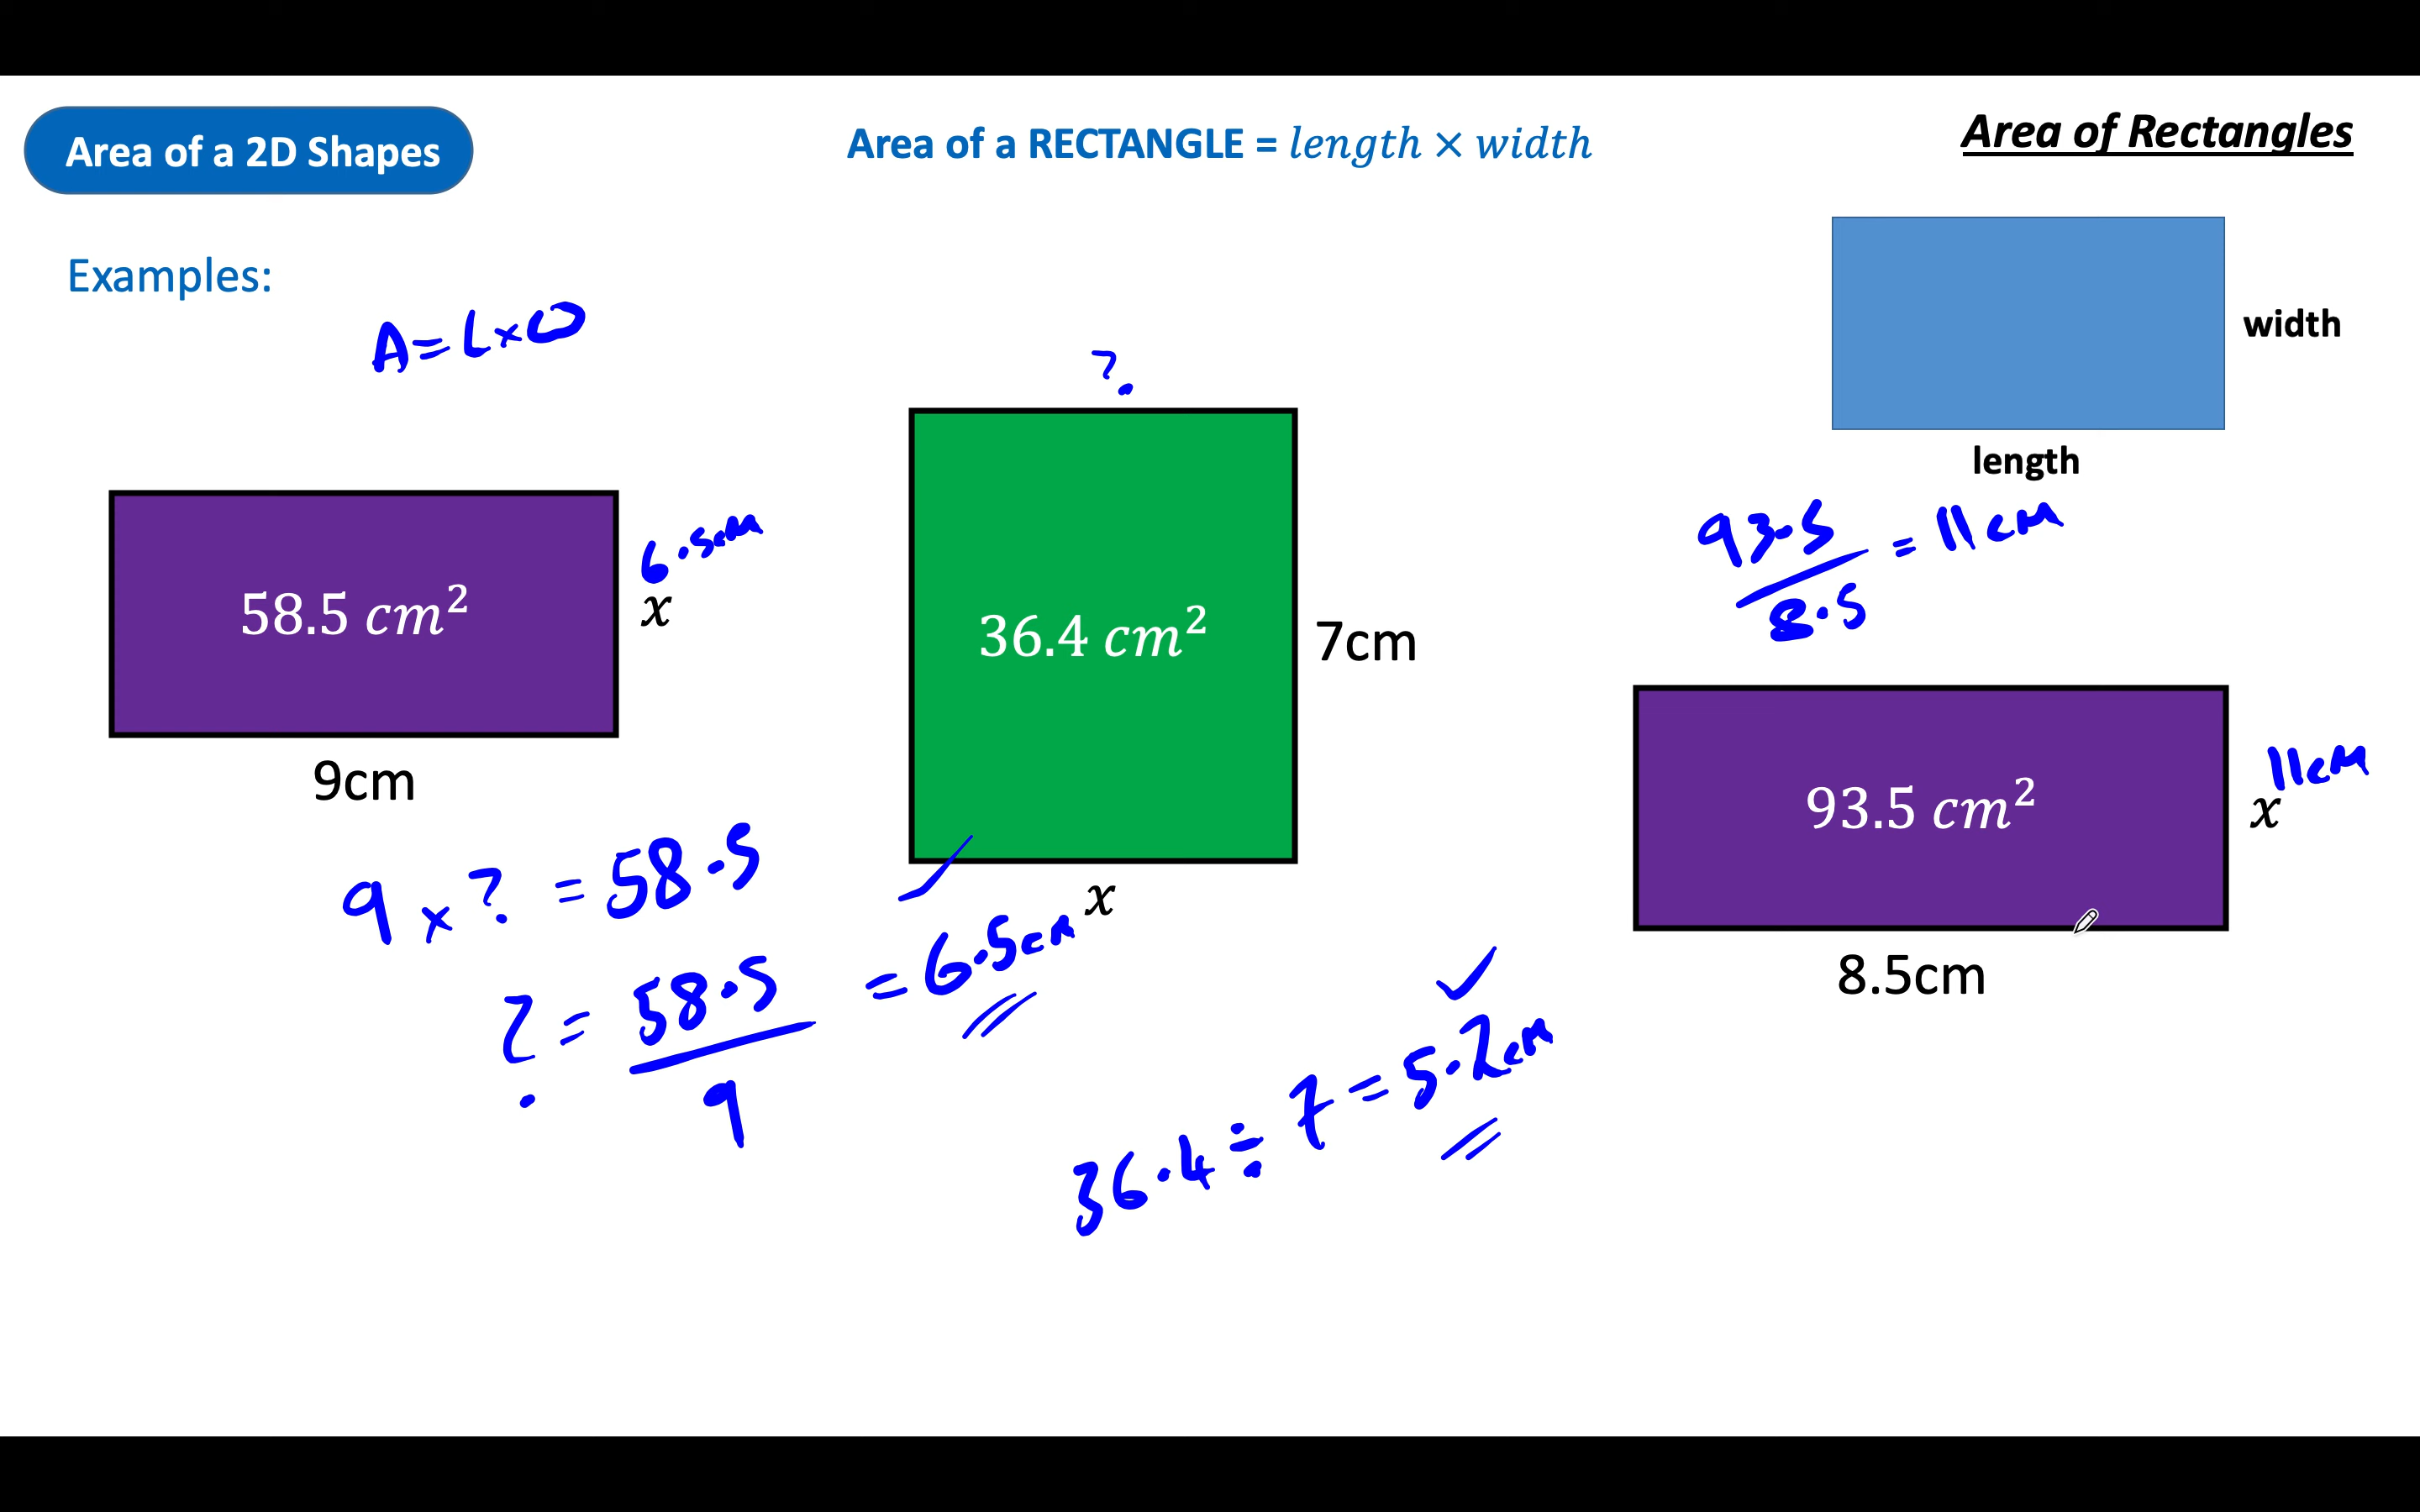 Area of a 2D Shapes
Area of a RECTANGLE = length × width
Area of Rectangles
Examples:
width
length
?
58.5 cm²
6.5cm
x
9cm
9 × ? = 58.5
? = 58.5 / 9 = 6.5cm
36.4 cm²
7cm
x
36.4 ÷ 7 = 5.2cm
93.5 / 8.5 = 11cm
93.5 cm²
11cm
x
8.5cm